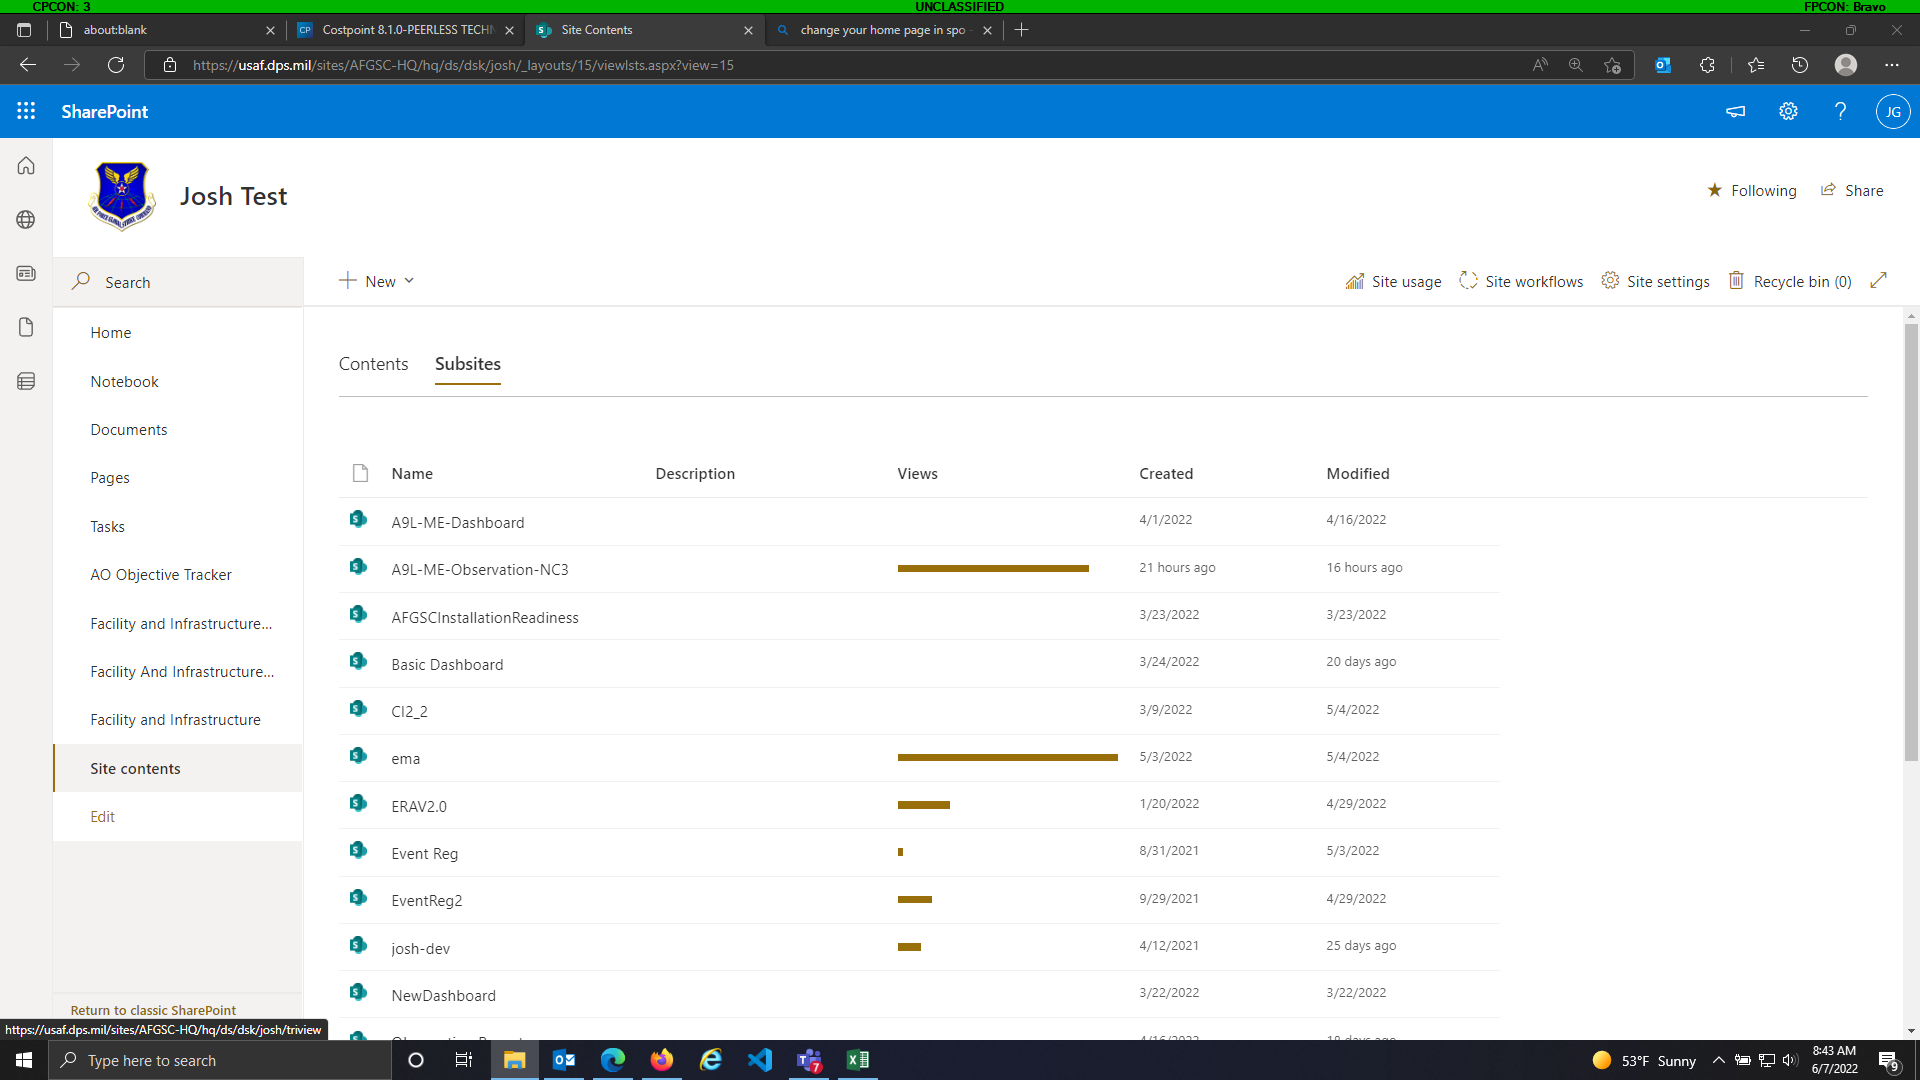 CPCON: 3 UNCLASSIFIED FPCON: Bravo
about:blank Costpoint 8.1.0-PEERLESS TECHN Site Contents change your home page in spo -
https://usaf.dps.mil/sites/AFGSC-HQ/hq/ds/dsk/josh/_layouts/15/viewlsts.aspx?view=15
SharePoint JG
Josh Test
Following Share
Search
New Site usage Site workflows Site settings Recycle bin (0)
Home
Notebook
Documents
Pages
Tasks
AO Objective Tracker
Facility and Infrastructure...
Facility And Infrastructure...
Facility and Infrastructure
Site contents
Edit
Return to classic SharePoint
Contents Subsites
Name Description Views Created Modified
A9L-ME-Dashboard 4/1/2022 4/16/2022
A9L-ME-Observation-NC3 21 hours ago 16 hours ago
AFGSCInstallationReadiness 3/23/2022 3/23/2022
Basic Dashboard 3/24/2022 20 days ago
CI2_2 3/9/2022 5/4/2022
ema 5/3/2022 5/4/2022
ERAV2.0 1/20/2022 4/29/2022
Event Reg 8/31/2021 5/3/2022
EventReg2 9/29/2021 4/29/2022
josh-dev 4/12/2021 25 days ago
NewDashboard 3/22/2022 3/22/2022
https://usaf.dps.mil/sites/AFGSC-HQ/hq/ds/dsk/josh/triview
Type here to search 7 53°F Sunny 8:43 AM
6/7/2022 9